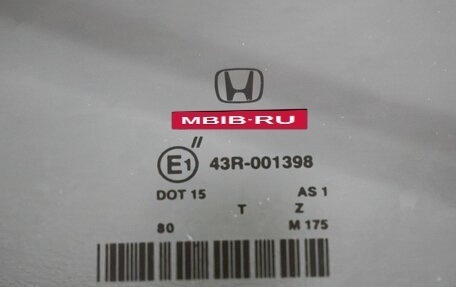 MBIB.RU
E1 // 43R-001398
DOT 15 AS 1
T Z
80 M 175